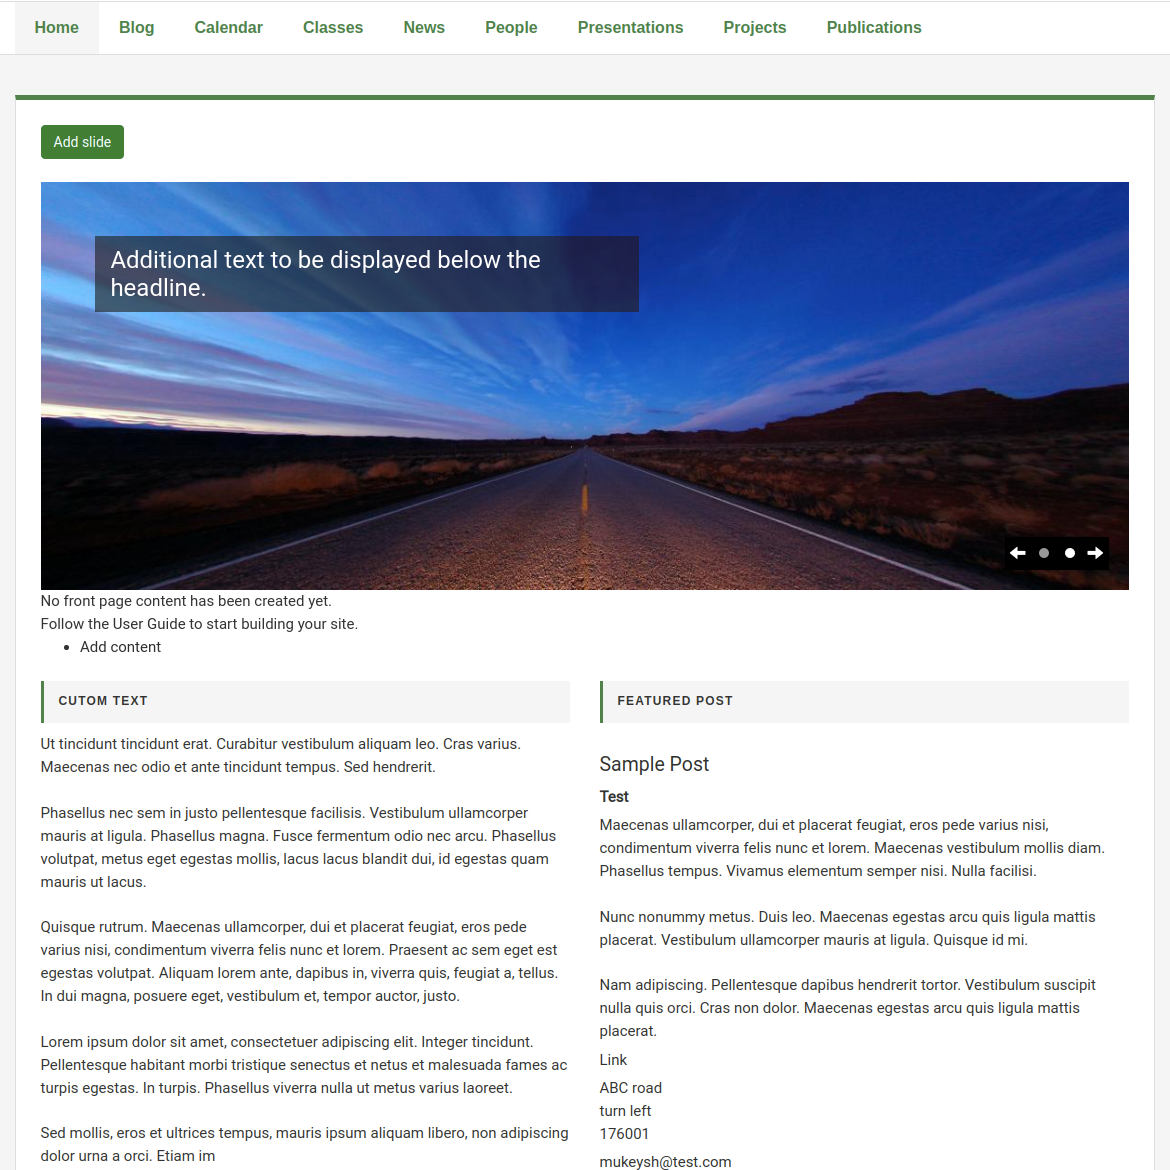 Home Blog Calendar Classes News People Presentations Projects Publications
Add slide
Additional text to be displayed below the
headline.
No front page content has been created yet.
Follow the User Guide to start building your site.
Add content
CUTOM TEXT
Ut tincidunt tincidunt erat. Curabitur vestibulum aliquam leo. Cras varius.
Maecenas nec odio et ante tincidunt tempus. Sed hendrerit.
Phasellus nec sem in justo pellentesque facilisis. Vestibulum ullamcorper
mauris at ligula. Phasellus magna. Fusce fermentum odio nec arcu. Phasellus
volutpat, metus eget egestas mollis, lacus lacus blandit dui, id egestas quam
mauris ut lacus.
Quisque rutrum. Maecenas ullamcorper, dui et placerat feugiat, eros pede
varius nisi, condimentum viverra felis nunc et lorem. Praesent ac sem eget est
egestas volutpat. Aliquam lorem ante, dapibus in, viverra quis, feugiat a, tellus.
In dui magna, posuere eget, vestibulum et, tempor auctor, justo.
Lorem ipsum dolor sit amet, consectetuer adipiscing elit. Integer tincidunt.
Pellentesque habitant morbi tristique senectus et netus et malesuada fames ac
turpis egestas. In turpis. Phasellus viverra nulla ut metus varius laoreet.
Sed mollis, eros et ultrices tempus, mauris ipsum aliquam libero, non adipiscing
dolor urna a orci. Etiam im
FEATURED POST
Sample Post
Test
Maecenas ullamcorper, dui et placerat feugiat, eros pede varius nisi,
condimentum viverra felis nunc et lorem. Maecenas vestibulum mollis diam.
Phasellus tempus. Vivamus elementum semper nisi. Nulla facilisi.
Nunc nonummy metus. Duis leo. Maecenas egestas arcu quis ligula mattis
placerat. Vestibulum ullamcorper mauris at ligula. Quisque id mi.
Nam adipiscing. Pellentesque dapibus hendrerit tortor. Vestibulum suscipit
nulla quis orci. Cras non dolor. Maecenas egestas arcu quis ligula mattis
placerat.
Link
ABC road
turn left
176001
mukeysh@test.com